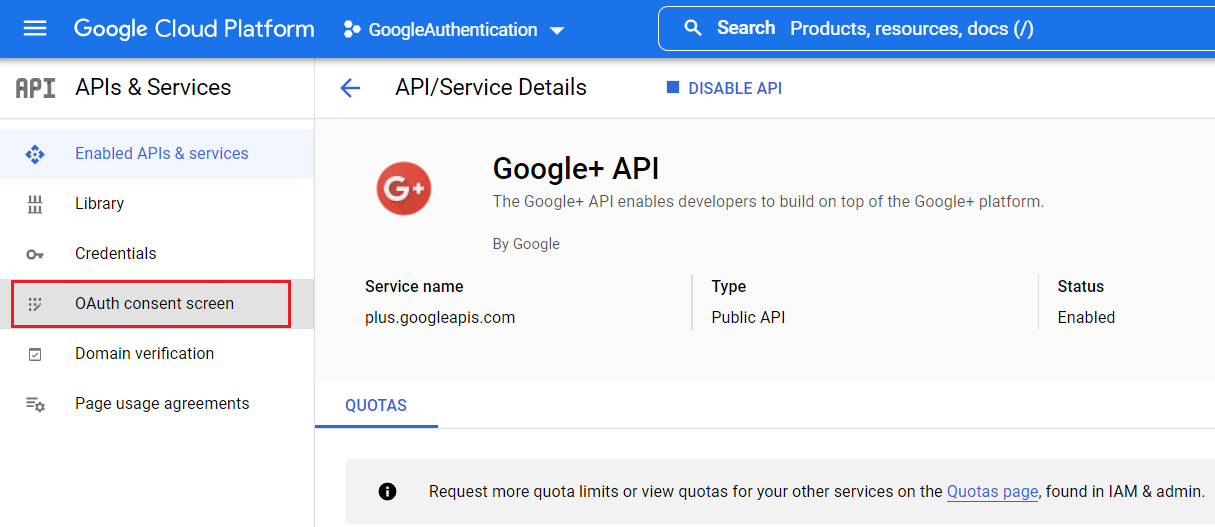 Google Cloud Platform
GoogleAuthentication
Search Products, resources, docs (/)
API APIs & Services
API/Service Details
DISABLE API
Enabled APIs & services
Library
Credentials
OAuth consent screen
Domain verification
Page usage agreements
G+
Google+ API
The Google+ API enables developers to build on top of the Google+ platform.
By Google
Service name
plus.googleapis.com
Type
Public API
Status
Enabled
QUOTAS
Request more quota limits or view quotas for your other services on the Quotas page, found in IAM & admin.